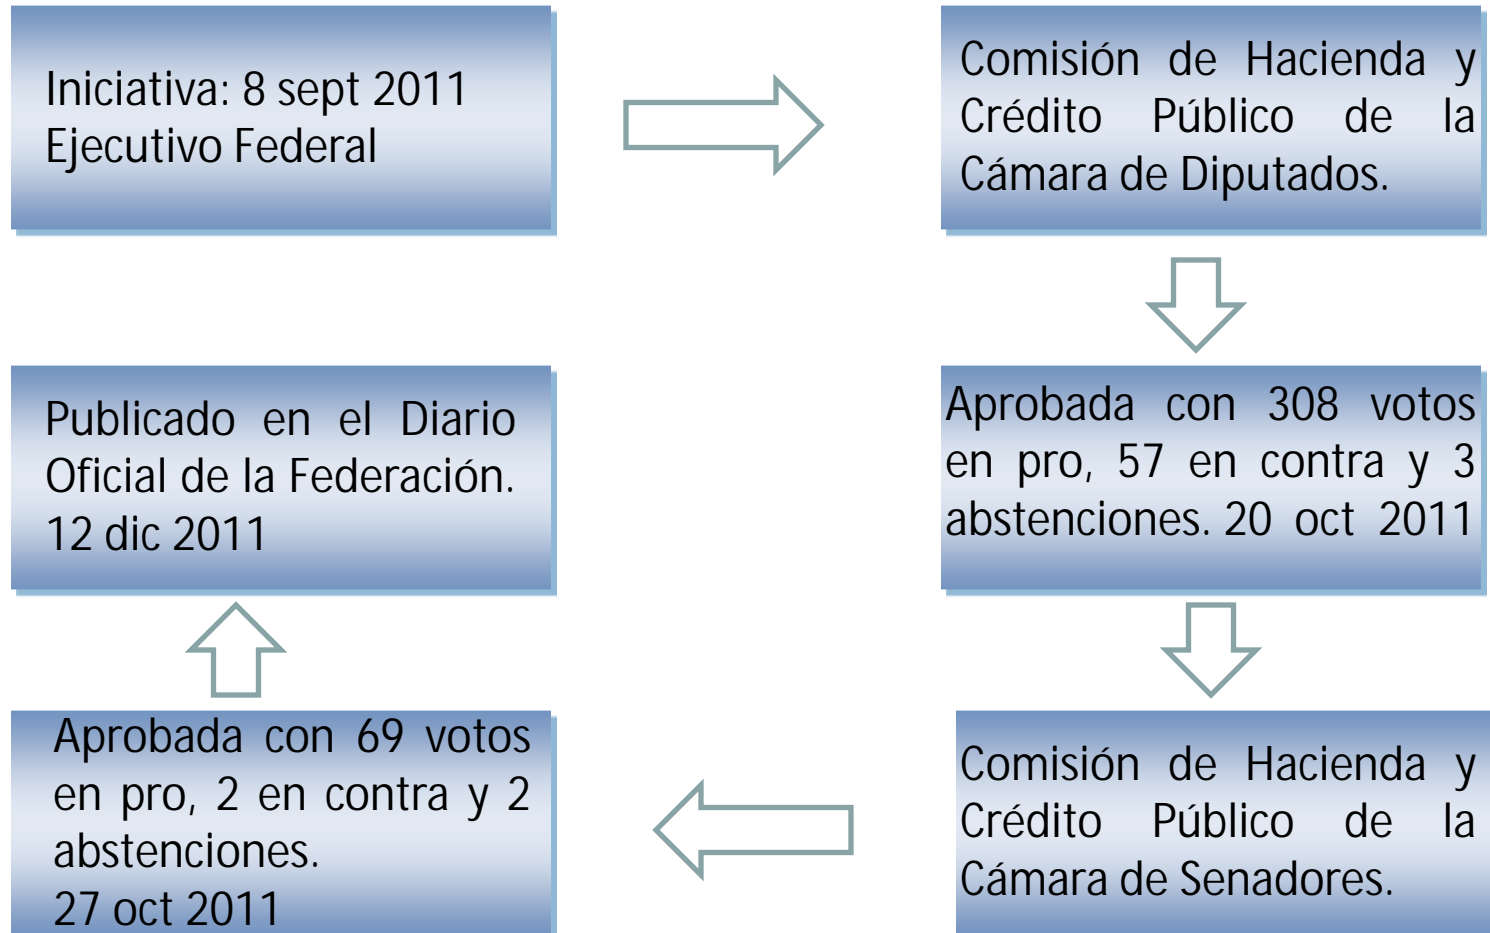 Iniciativa: 8 sept 2011
Ejecutivo Federal
Comisión de Hacienda y
Crédito Público de la
Cámara de Diputados.
Aprobada con 308 votos
en pro, 57 en contra y 3
abstenciones. 20 oct 2011
Comisión de Hacienda y
Crédito Público de la
Cámara de Senadores.
Aprobada con 69 votos
en pro, 2 en contra y 2
abstenciones.
27 oct 2011
Publicado en el Diario
Oficial de la Federación.
12 dic 2011